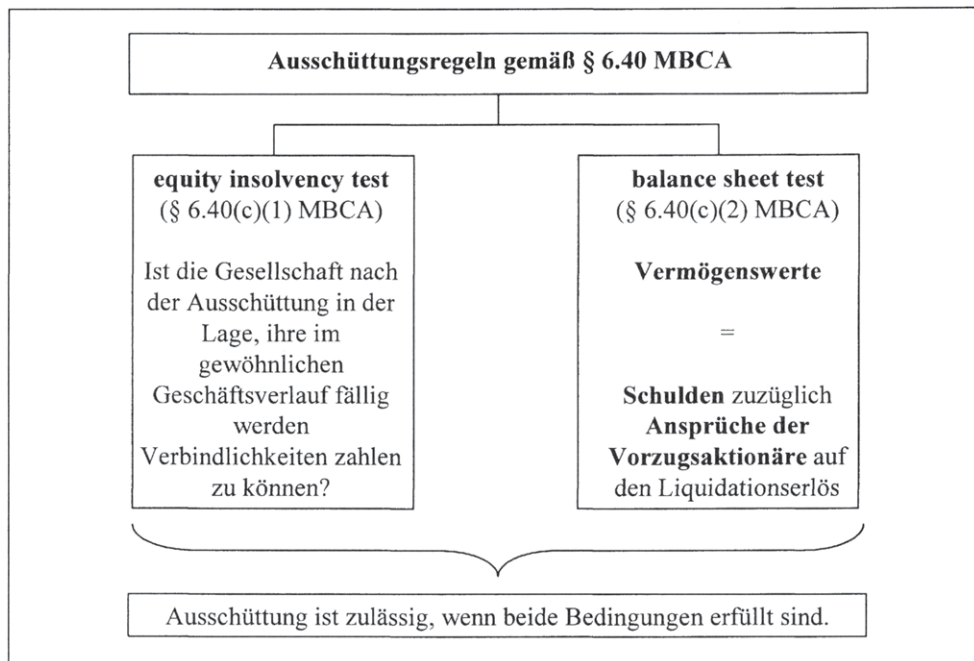 Ausschüttungsregeln gemäß § 6.40 MBCA
equity insolvency test
(§ 6.40(c)(1) MBCA)
Ist die Gesellschaft nach
der Ausschüttung in der
Lage, ihre im
gewöhnlichen
Geschäftsverlauf fällig
werden
Verbindlichkeiten zahlen
zu können?
balance sheet test
(§ 6.40(c)(2) MBCA)
Vermögenswerte
=
Schulden zuzüglich
Ansprüche der
Vorzugsaktionäre auf
den Liquidationserlös
Ausschüttung ist zulässig, wenn beide Bedingungen erfüllt sind.